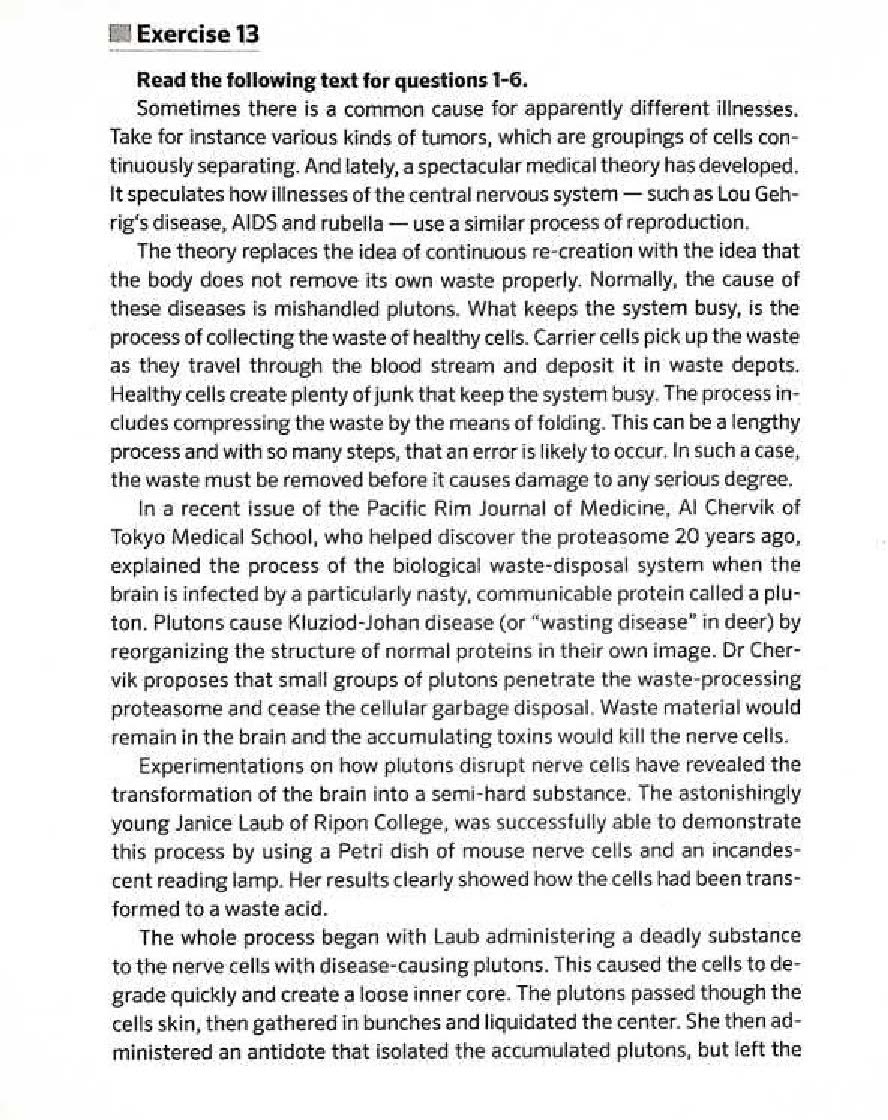 Exercise 13
Read the following text for questions 1-6.
Sometimes there is a common cause for apparently different illnesses.
Take for instance various kinds of tumors, which are groupings of cells con-
tinuously separating. And lately, a spectacular medical theory has developed.
It speculates how illnesses of the central nervous system — such as Lou Geh-
rig's disease, AIDS and rubella — use a similar process of reproduction.
The theory replaces the idea of continuous re-creation with the idea that
the body does not remove its own waste properly. Normally, the cause of
these diseases is mishandled plutons. What keeps the system busy, is the
process of collecting the waste of healthy cells. Carrier cells pick up the waste
as they travel through the blood stream and deposit it in waste depots.
Healthy cells create plenty of junk that keep the system busy. The process in-
cludes compressing the waste by the means of folding. This can be a lengthy
process and with so many steps, that an error is likely to occur. In such a case,
the waste must be removed before it causes damage to any serious degree.
In a recent issue of the Pacific Rim Journal of Medicine, Al Chervik of
Tokyo Medical School, who helped discover the proteasome 20 years ago,
explained the process of the biological waste-disposal system when the
brain is infected by a particularly nasty, communicable protein called a plu-
ton. Plutons cause Kluziod-Johan disease (or "wasting disease" in deer) by
reorganizing the structure of normal proteins in their own image. Dr Cher-
vik proposes that small groups of plutons penetrate the waste-processing
proteasome and cease the cellular garbage disposal. Waste material would
remain in the brain and the accumulating toxins would kill the nerve cells.
Experimentations on how plutons disrupt nerve cells have revealed the
transformation of the brain into a semi-hard substance. The astonishingly
young Janice Laub of Ripon College, was successfully able to demonstrate
this process by using a Petri dish of mouse nerve cells and an incandes-
cent reading lamp. Her results clearly showed how the cells had been trans-
formed to a waste acid.
The whole process began with Laub administering a deadly substance
to the nerve cells with disease-causing plutons. This caused the cells to de-
grade quickly and create a loose inner core. The plutons passed though the
cells skin, then gathered in bunches and liquidated the center. She then ad-
ministered an antidote that isolated the accumulated plutons, but left the